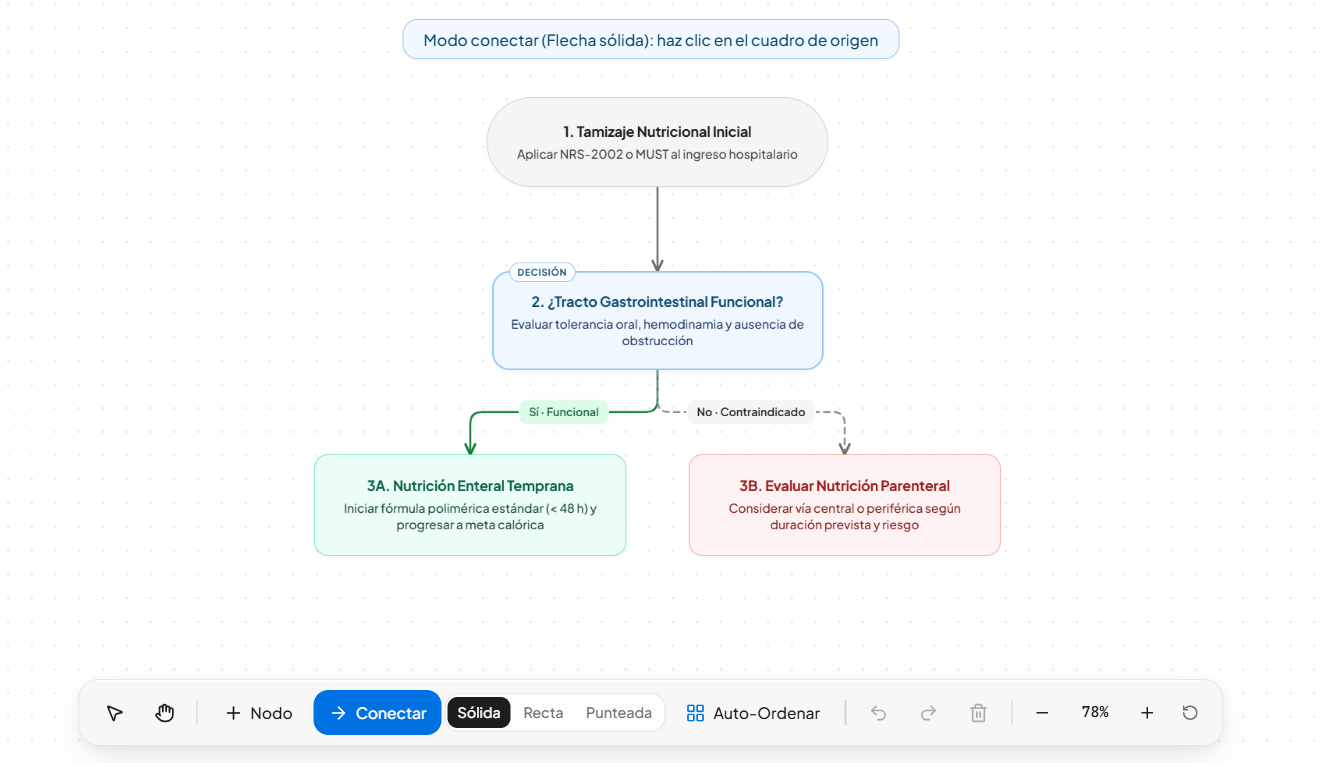 Modo conectar (Flecha sólida): haz clic en el cuadro de origen
1. Tamizaje Nutricional Inicial
Aplicar NRS-2002 o MUST al ingreso hospitalario
DECISIÓN
2. ¿Tracto Gastrointestinal Funcional?
Evaluar tolerancia oral, hemodinamia y ausencia de
obstrucción
Sí · Funcional
No · Contraindicado
3A. Nutrición Enteral Temprana
Iniciar fórmula polimérica estándar (< 48 h) y
progresar a meta calórica
3B. Evaluar Nutrición Parenteral
Considerar vía central o periférica según
duración prevista y riesgo
Nodo
Conectar
Sólida
Recta
Punteada
Auto-Ordenar
78%